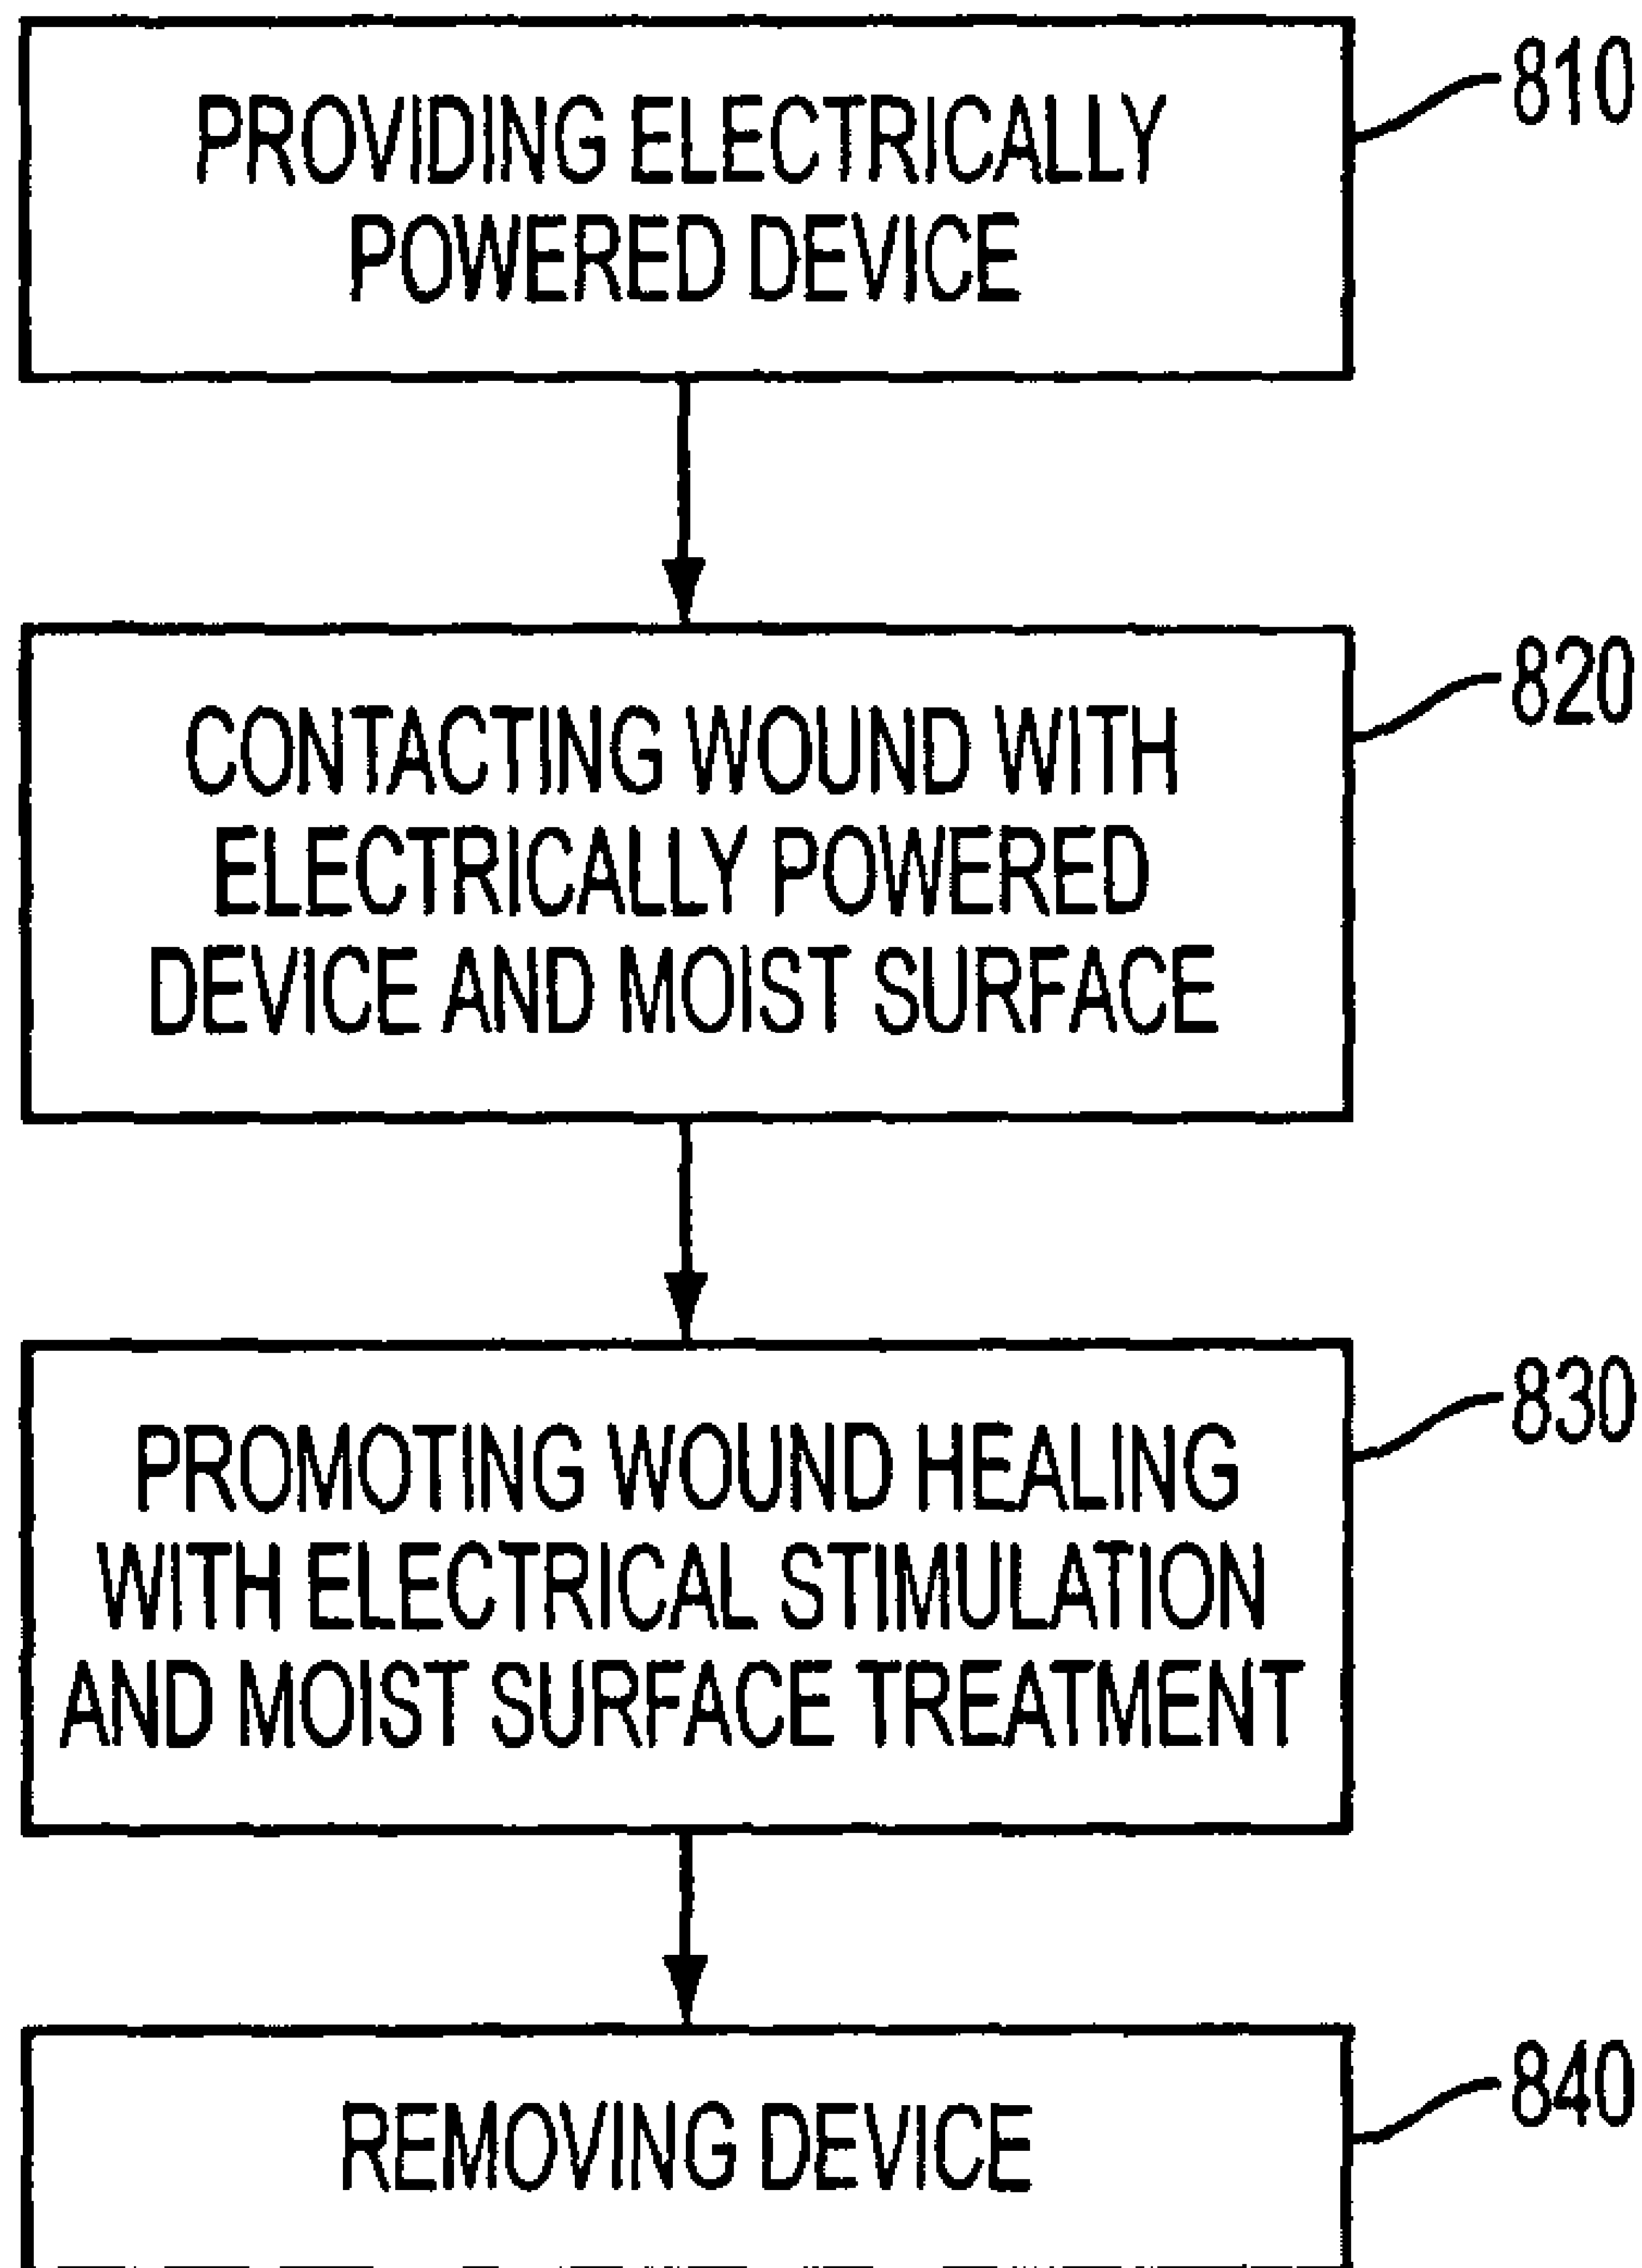 PROVIDING ELECTRICALLY
POWERED DEVICE
810
CONTACTING WOUND WITH
ELECTRICALLY POWERED
DEVICE AND MOIST SURFACE
820
PROMOTING WOUND HEALING
WITH ELECTRICAL STIMULATION
AND MOIST SURFACE TREATMENT
830
REMOVING DEVICE
840